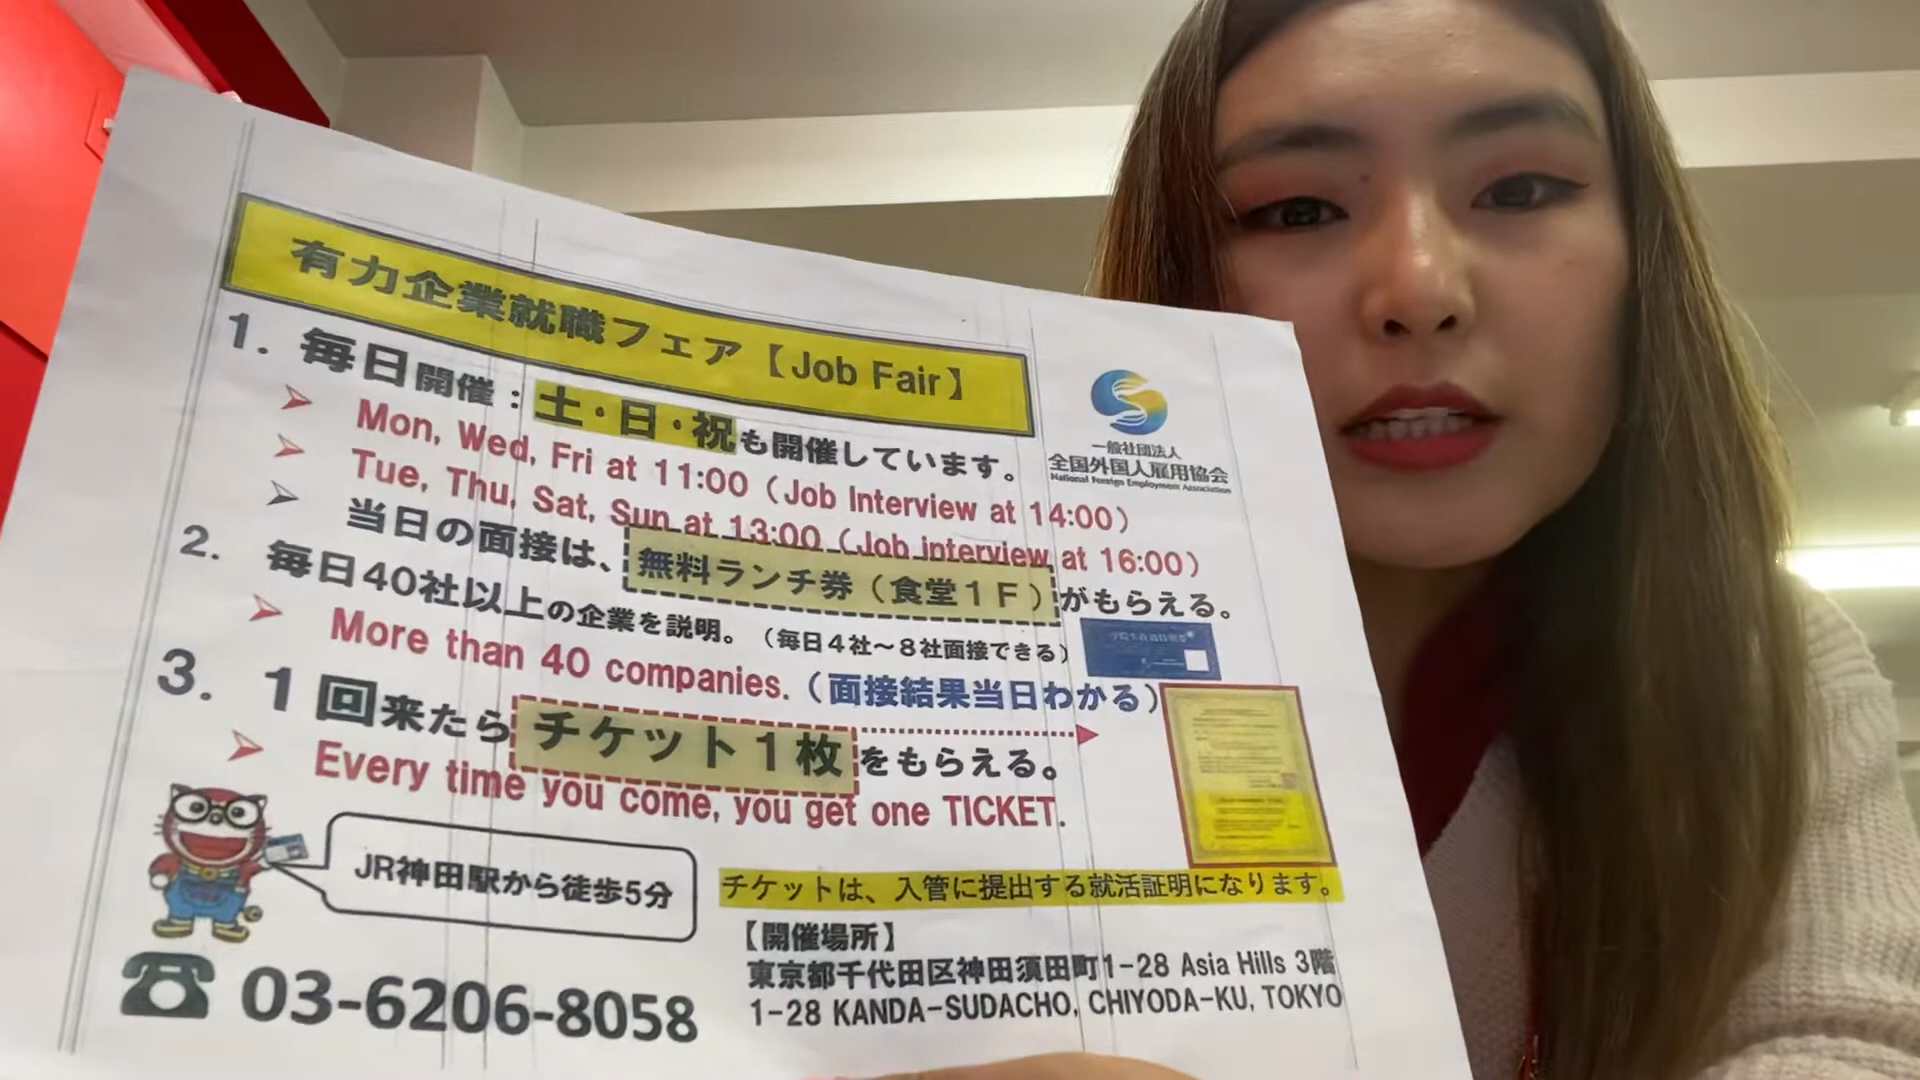 有力企業就職フェア【Job Fair】
1. 毎日開催：土・日・祝も開催しています。
Mon, Wed, Fri at 11:00（Job Interview at 14:00）
Tue, Thu, Sat, Sun at 13:00（Job interview at 16:00）
当日の面接は、無料ランチ券（食堂１Ｆ）がもらえる。
2. 毎日40社以上の企業を説明。（毎日４社～８社面接できる）
More than 40 companies.（面接結果当日わかる）
3. １回来たらチケット１枚をもらえる。
Every time you come, you get one TICKET.
一般社団法人
全国外国人雇用協会
National Foreign Employment Association
JR神田駅から徒歩5分
03-6206-8058
チケットは、入管に提出する就活証明になります。
【開催場所】
東京都千代田区神田須田町1-28 Asia Hills 3階
1-28 KANDA-SUDACHO, CHIYODA-KU, TOKYO